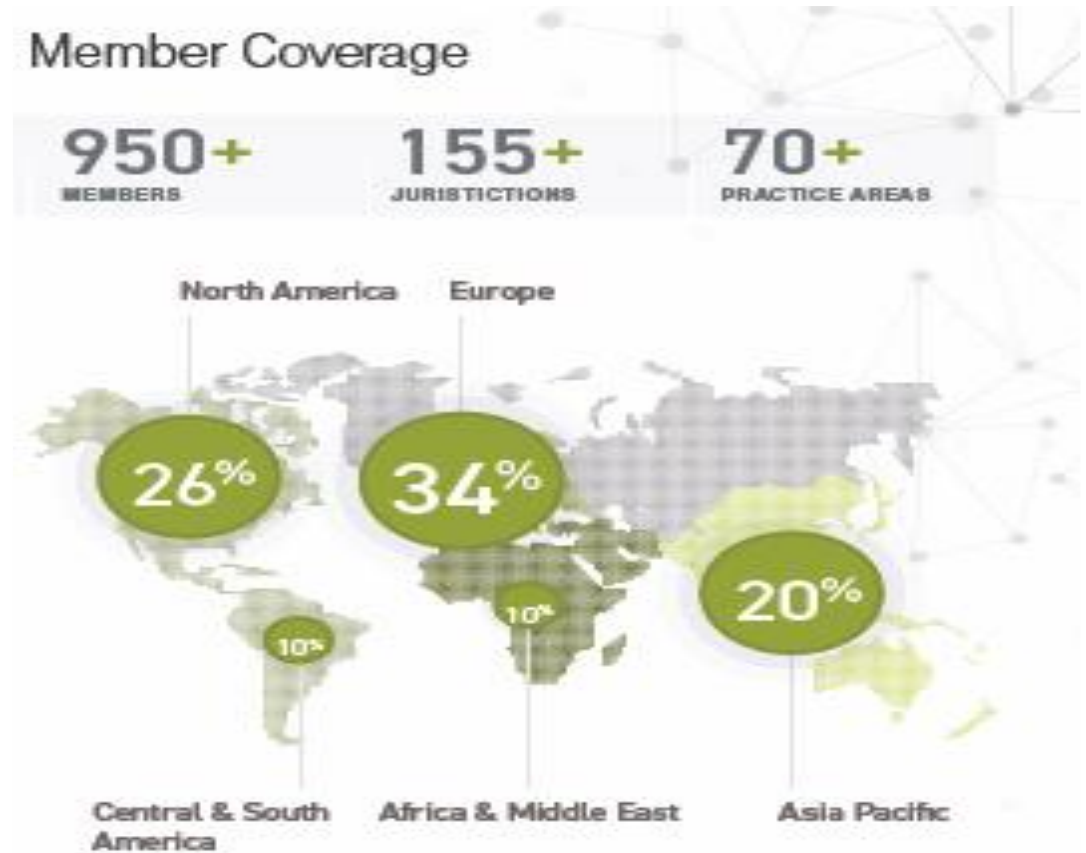 Member Coverage
950+ 155+ 70+
MEMBERS JURISTICTIONS PRACTICE AREAS
North America Europe
26%
34%
20%
10%
10%
Central & South
America
Africa & Middle East
Asia Pacific